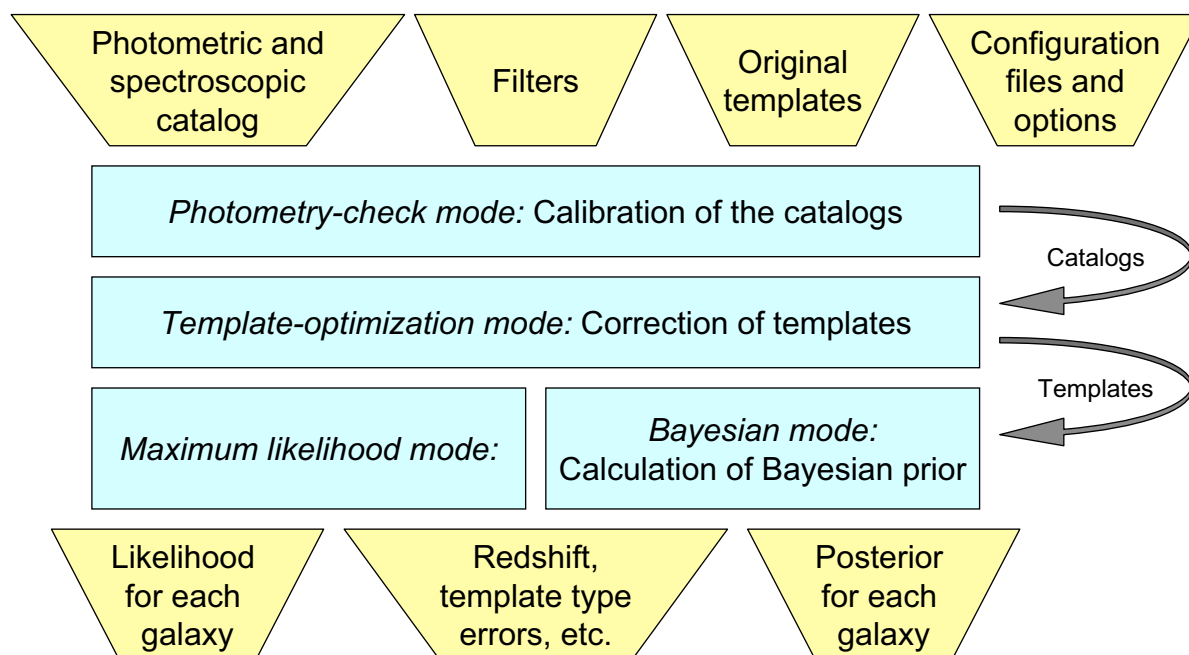 Photometric and
spectroscopic
catalog
Filters
Original
templates
Configuration
files and
options
Photometry-check mode: Calibration of the catalogs
Catalogs
Template-optimization mode: Correction of templates
Templates
Maximum likelihood mode:
Bayesian mode:
Calculation of Bayesian prior
Likelihood
for each
galaxy
Redshift,
template type
errors, etc.
Posterior
for each
galaxy